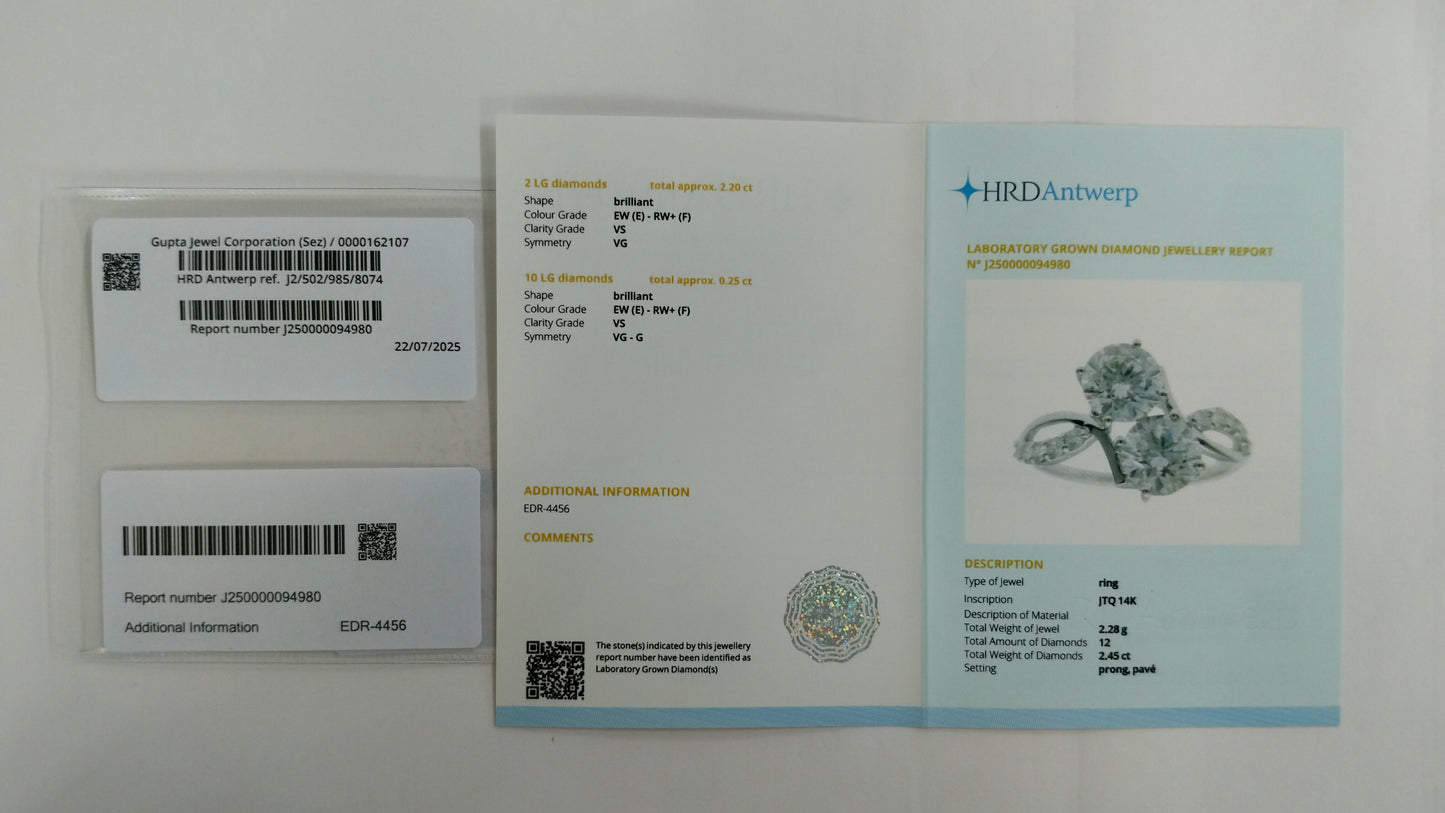 Gupta Jewel Corporation (Sez) / 0000162107
HRD Antwerp ref. J2/502/985/8074
Report number J250000094980
22/07/2025
Report number J250000094980
Additional Information EDR-4456
2 LG diamonds total approx. 2.20 ct
Shape brilliant
Colour Grade EW (E) - RW+ (F)
Clarity Grade VS
Symmetry VG
10 LG diamonds total approx. 0.25 ct
Shape brilliant
Colour Grade EW (E) - RW+ (F)
Clarity Grade VS
Symmetry VG - G
ADDITIONAL INFORMATION
EDR-4456
COMMENTS
The stone(s) indicated by this jewellery
report number have been identified as
Laboratory Grown Diamond(s)
HRDAntwerp
LABORATORY GROWN DIAMOND JEWELLERY REPORT
N° J250000094980
DESCRIPTION
Type of Jewel ring
Inscription JTQ 14K
Description of Material
Total Weight of Jewel 2.28 g
Total Amount of Diamonds 12
Total Weight of Diamonds 2.45 ct
Setting prong, pavé